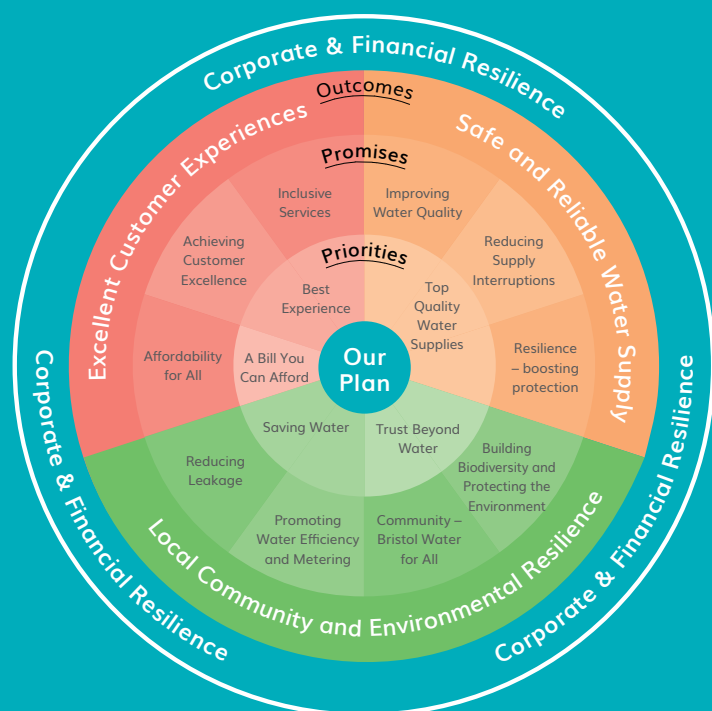 Corporate & Financial Resilience
Outcomes
Excellent Customer Experiences
Safe and Reliable Water Supply
Promises
Inclusive
Services
Improving
Water Quality
Achieving
Customer
Excellence
Reducing
Supply
Interruptions
Priorities
Best
Experience
Top
Quality
Water
Supplies
Affordability
for All
A Bill You
Can Afford
Our
Plan
Resilience
– boosting
protection
Saving Water
Trust Beyond
Water
Reducing
Leakage
Building
Biodiversity and
Protecting the
Environment
Promoting
Water Efficiency
and Metering
Community –
Bristol Water
for All
Local Community and Environmental Resilience
Corporate & Financial Resilience
Corporate & Financial Resilience